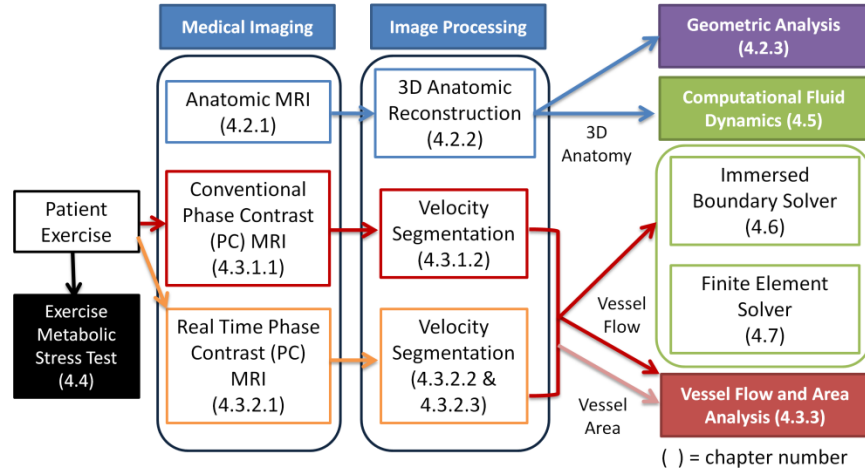 Medical Imaging
Image Processing
Geometric Analysis
(4.2.3)
Anatomic MRI
(4.2.1)
3D Anatomic
Reconstruction
(4.2.2)
Computational Fluid
Dynamics (4.5)
3D
Anatomy
Patient
Exercise
Conventional
Phase Contrast
(PC) MRI
(4.3.1.1)
Velocity
Segmentation
(4.3.1.2)
Immersed
Boundary Solver
(4.6)
Exercise
Metabolic
Stress Test
(4.4)
Real Time Phase
Contrast (PC)
MRI
(4.3.2.1)
Velocity
Segmentation
(4.3.2.2 &
4.3.2.3)
Vessel
Flow
Finite Element
Solver
(4.7)
Vessel
Area
Vessel Flow and Area
Analysis (4.3.3)
( ) = chapter number